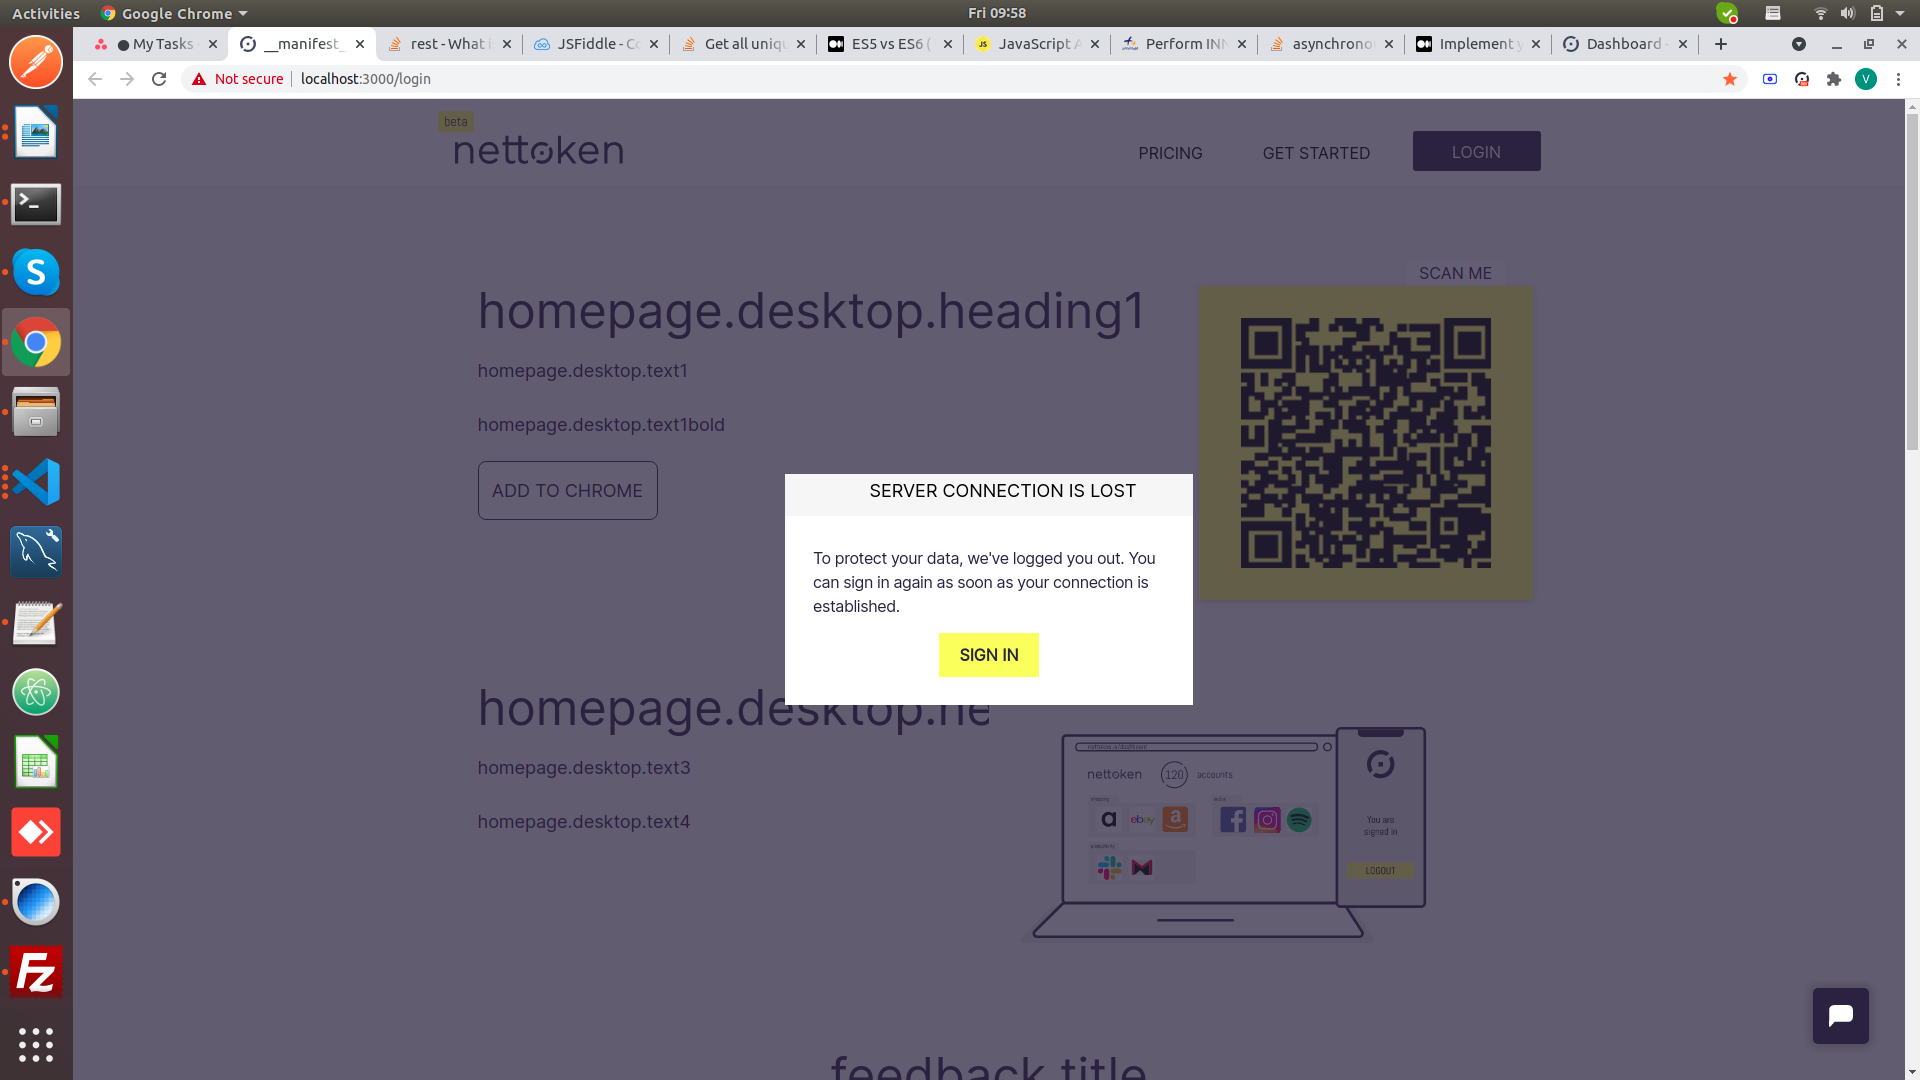 Activities
Google Chrome
Fri 09:58
My Tasks
__manifest_
rest - What i
JSFiddle - Co
Get all uniqu
ES5 vs ES6 (
JavaScript A
Perform INN
asynchrono
Implement y
Dashboard
Not secure
localhost:3000/login
V
beta
nettoken
PRICING
GET STARTED
LOGIN
SCAN ME
homepage.desktop.heading1
homepage.desktop.text1
homepage.desktop.text1bold
ADD TO CHROME
SERVER CONNECTION IS LOST
To protect your data, we've logged you out. You
can sign in again as soon as your connection is
established.
SIGN IN
homepage.desktop.he
homepage.desktop.text3
homepage.desktop.text4
nettoken
120
accounts
a
ebay
a
You are
signed in
LOGOUT
feedback.title